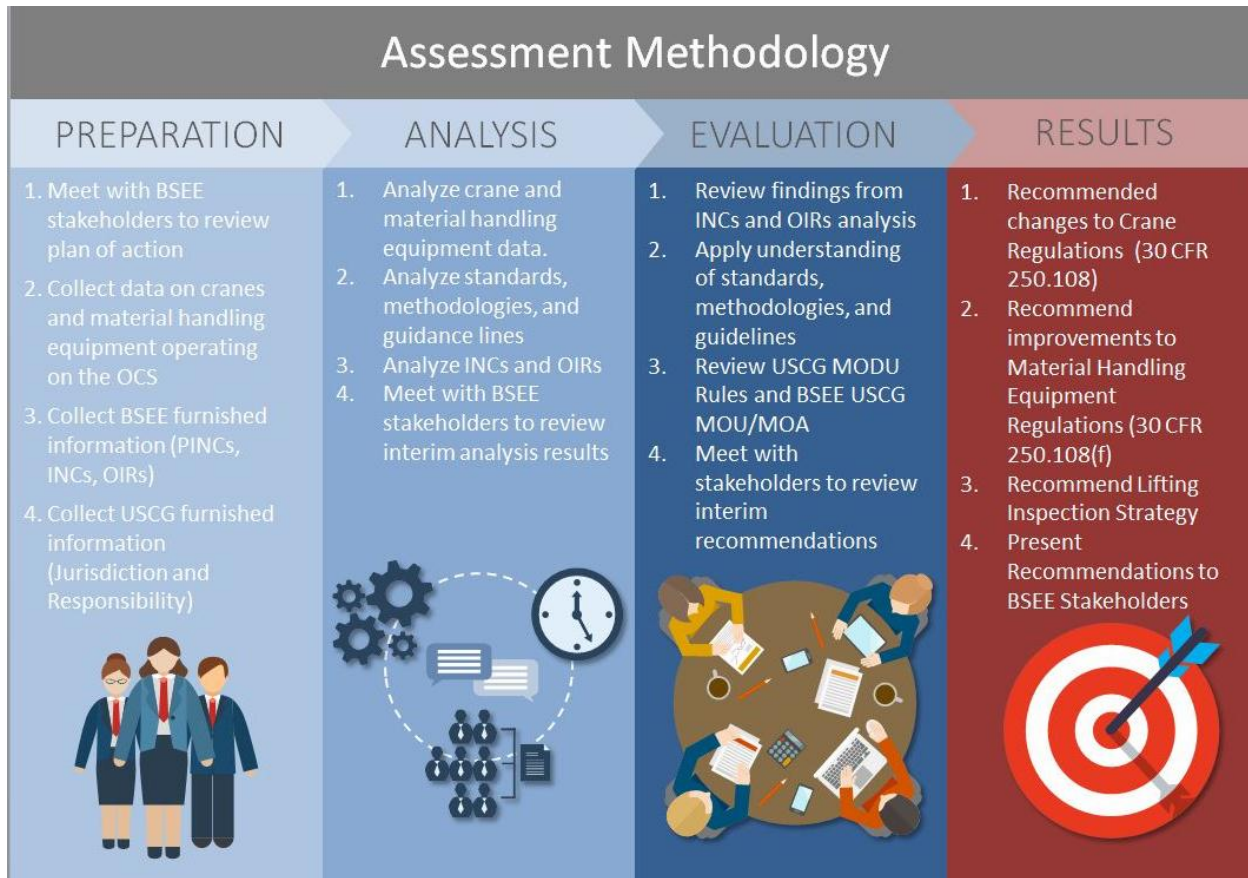 Assessment Methodology
PREPARATION
1. Meet with BSEE
stakeholders to review
plan of action
2. Collect data on cranes
and material handling
equipment operating
on the OCS
3. Collect BSEE furnished
information (PINCs,
INCs, OIRs)
4. Collect USCG furnished
information
(Jurisdiction and
Responsibility)
ANALYSIS
1. Analyze crane and
material handling
equipment data.
2. Analyze standards,
methodologies, and
guidance lines
3. Analyze INCs and OIRs
4. Meet with BSEE
stakeholders to review
interim analysis results
EVALUATION
1. Review findings from
INCs and OIRs analysis
2. Apply understanding
of standards,
methodologies, and
guidelines
3. Review USCG MODU
Rules and BSEE USCG
MOU/MOA
4. Meet with
stakeholders to review
interim
recommendations
RESULTS
1. Recommended
changes to Crane
Regulations (30 CFR
250.108)
2. Recommend
improvements to
Material Handling
Equipment
Regulations (30 CFR
250.108(f)
3. Recommend Lifting
Inspection Strategy
4. Present
Recommendations to
BSEE Stakeholders